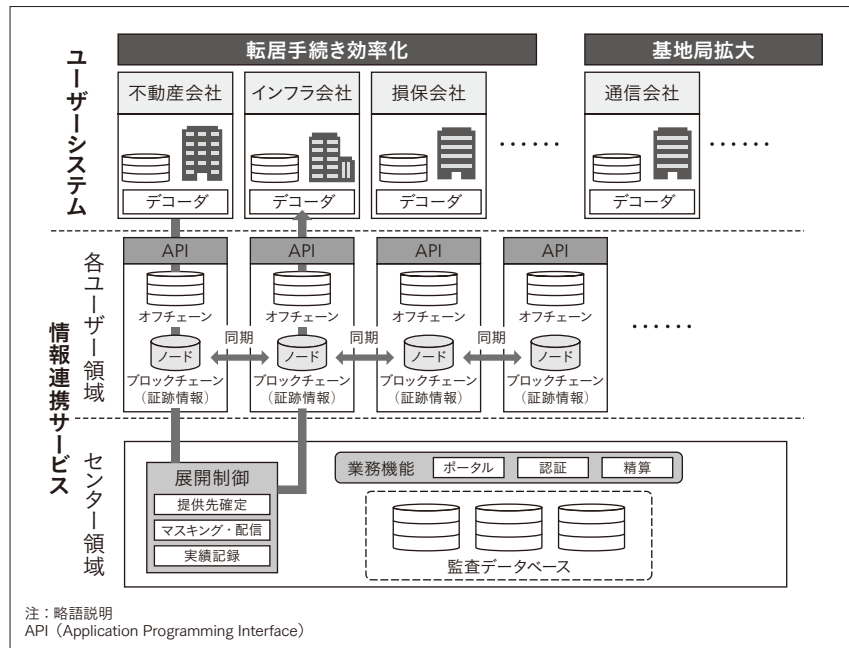 転居手続き効率化
基地局拡大
ユーザーシステム
不動産会社
インフラ会社
損保会社
通信会社
……
……
デコーダ
デコーダ
デコーダ
デコーダ
情報連携サービス
各ユーザー領域
API
API
API
API
オフチェーン
オフチェーン
オフチェーン
オフチェーン
……
同期
同期
同期
ノード
ノード
ノード
ノード
ブロックチェーン
(証跡情報)
ブロックチェーン
(証跡情報)
ブロックチェーン
(証跡情報)
ブロックチェーン
(証跡情報)
センター領域
展開制御
提供先確定
マスキング・配信
実績記録
業務機能
ポータル
認証
精算
監査データベース
注：略語説明
API（Application Programming Interface）